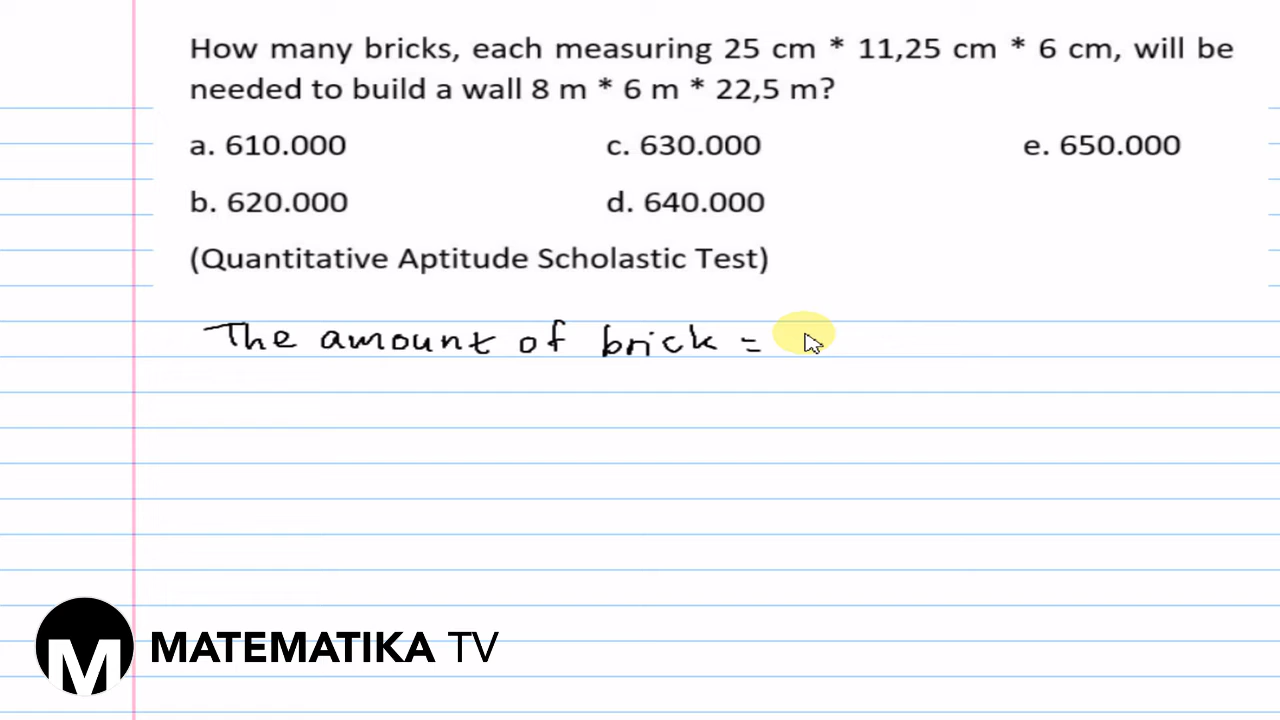 How many bricks, each measuring 25 cm * 11,25 cm * 6 cm, will be
needed to build a wall 8 m * 6 m * 22,5 m?
a. 610.000 c. 630.000 e. 650.000
b. 620.000 d. 640.000
(Quantitative Aptitude Scholastic Test)
The amount of brick =
M MATEMATIKA TV